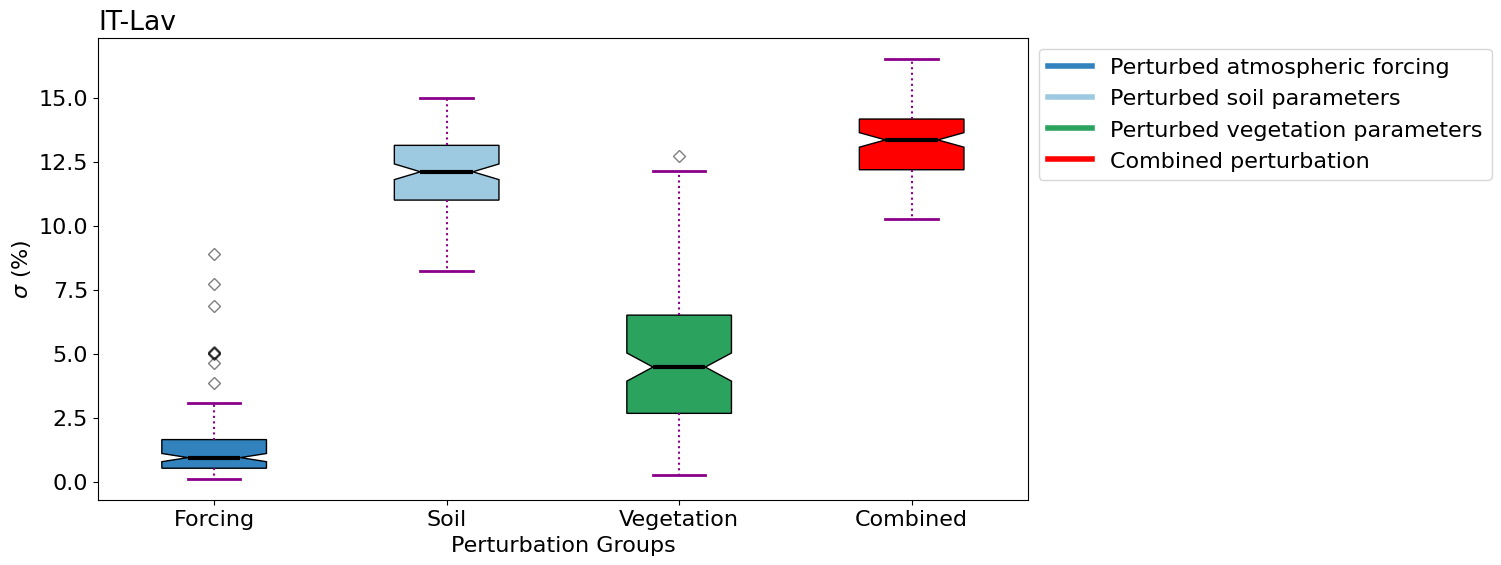 IT-Lav
Perturbed atmospheric forcing
Perturbed soil parameters
Perturbed vegetation parameters
Combined perturbation
15.0
12.5
10.0
7.5
5.0
2.5
0.0
σ (%)
Forcing Soil Vegetation Combined
Perturbation Groups